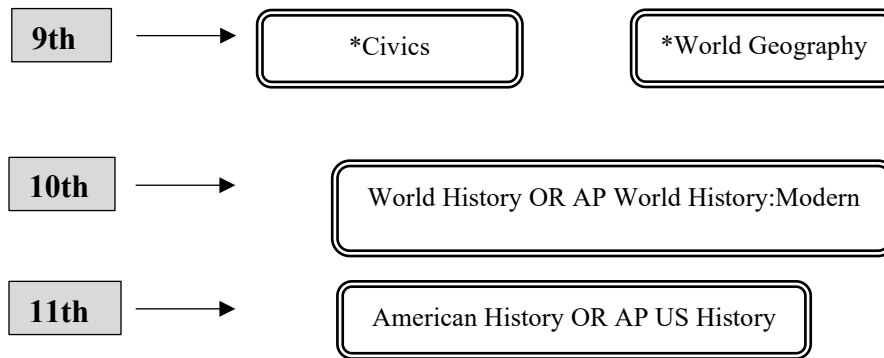 9th *Civics *World Geography
10th World History OR AP World History:Modern
11th American History OR AP US History